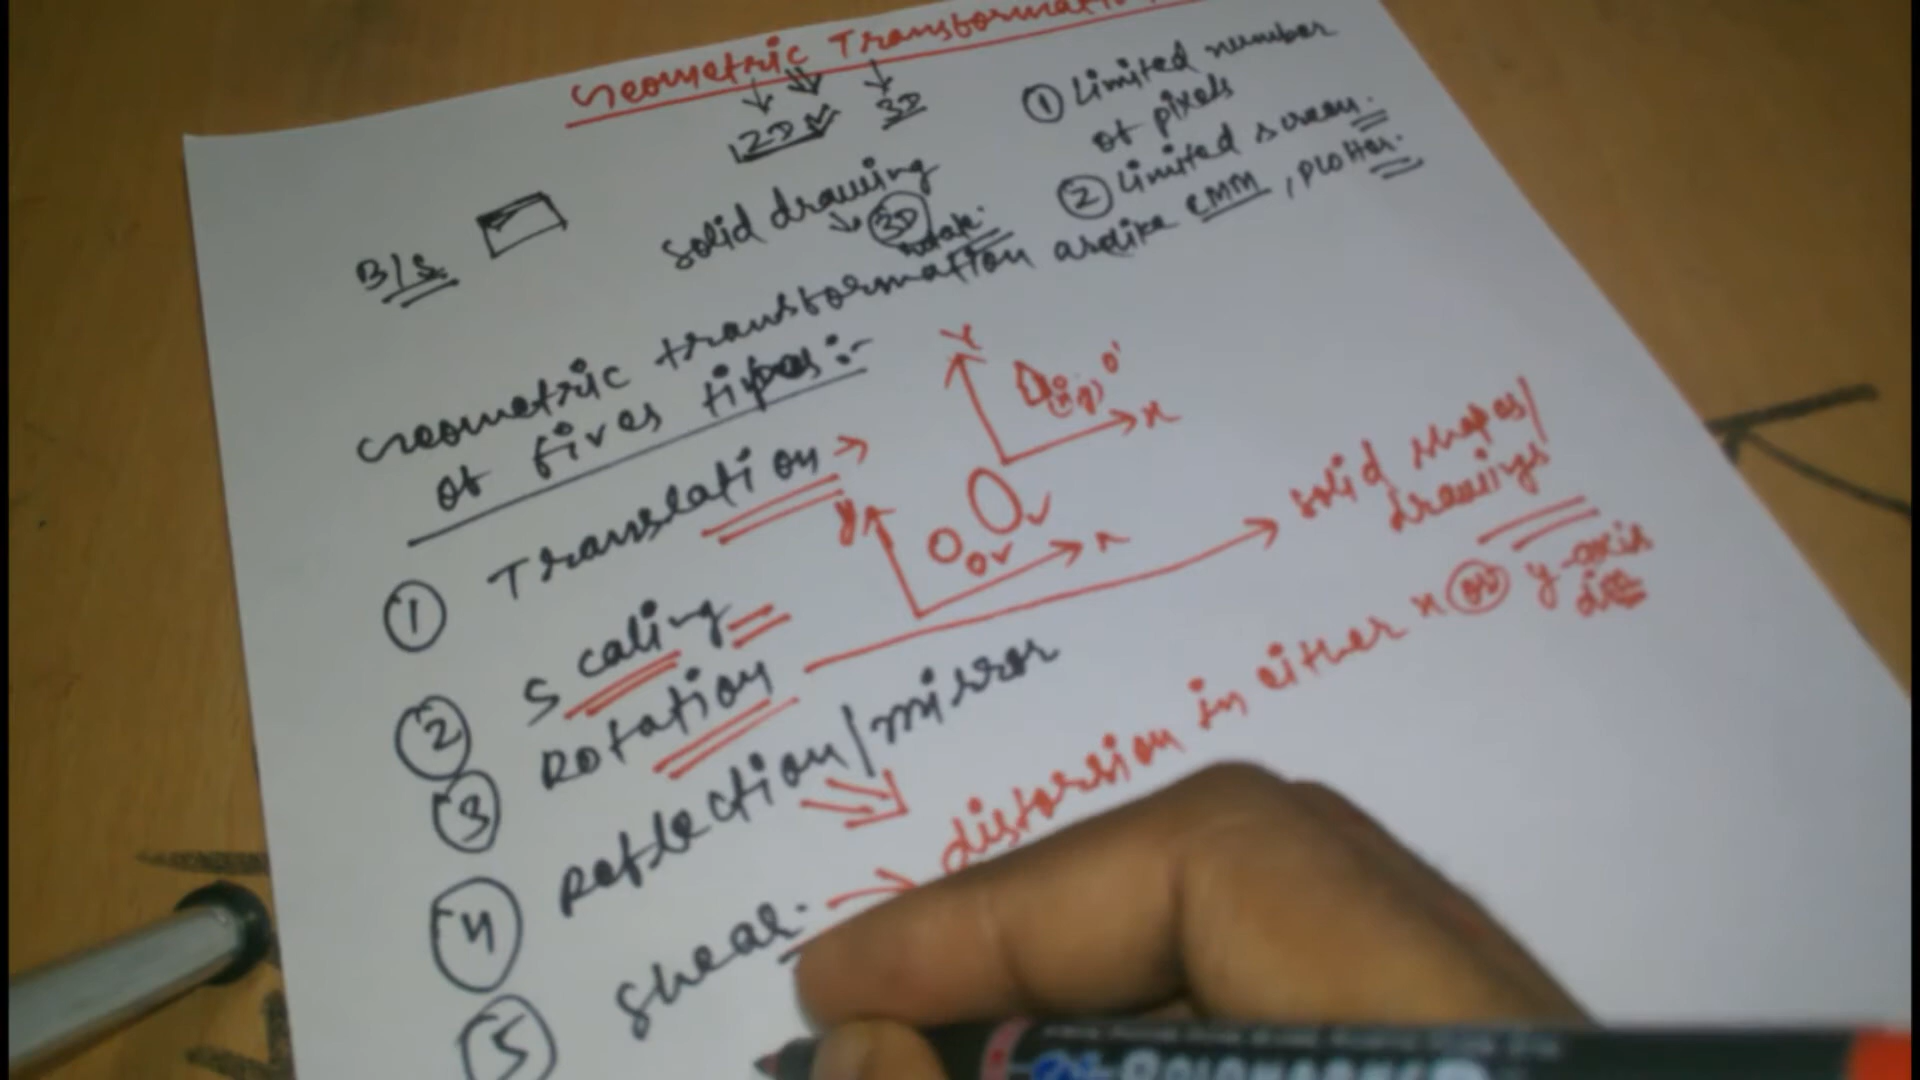 Geometric Transformati
2D 3D
① Limited number
of pixels
② Limited screen.
B/S
solid drawing
3D
rotate.
Geometric transformation are like CMM, plotter.
of fives types:-
Y
x
① Translation →
y
x
② Scaling
③ Rotation → solid shapes/
drawings
④ Reflection/mirror
⑤ Shear. → distorsion in either x or y-axis